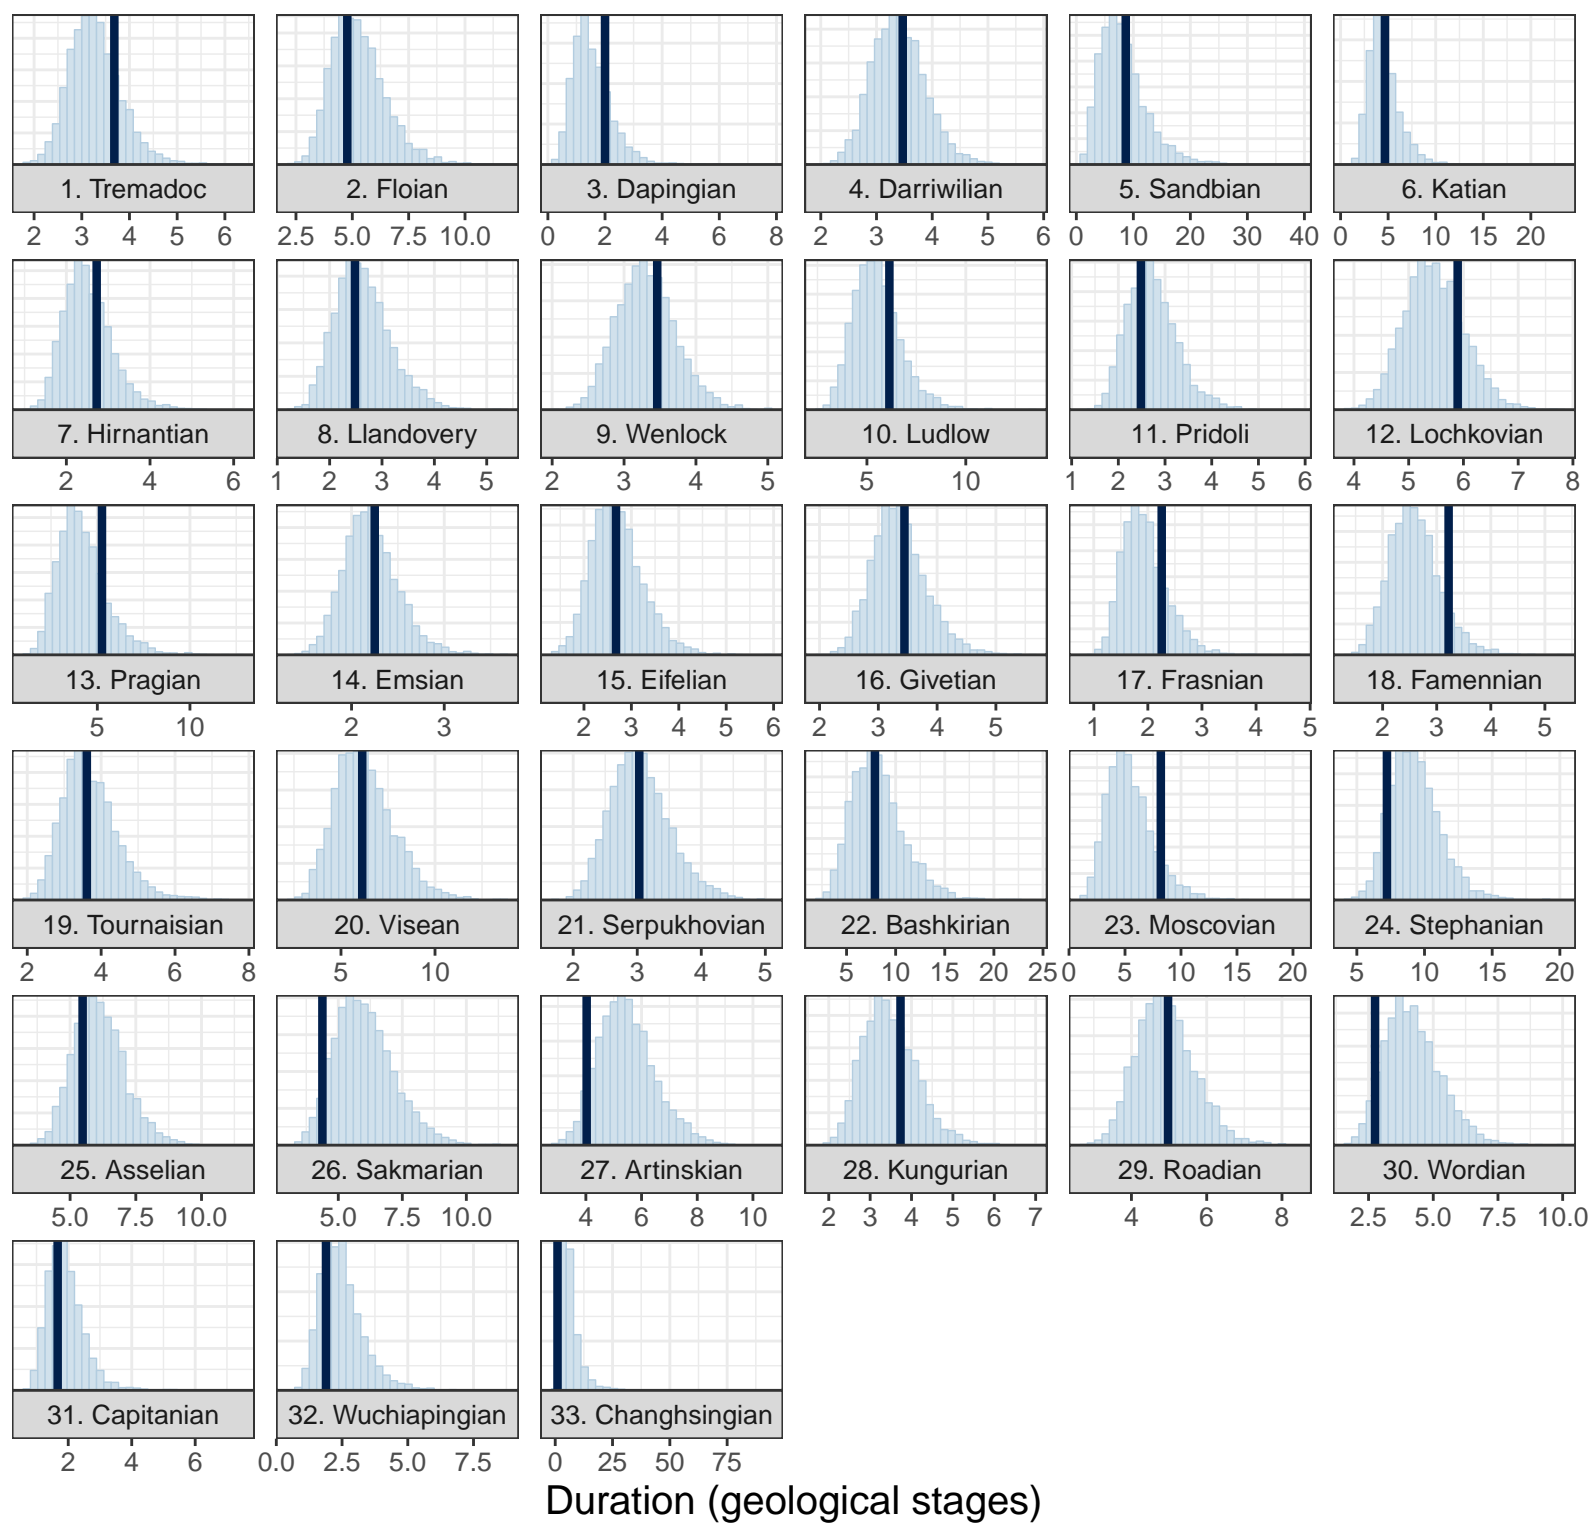 1. Tremadoc 2. Floian 3. Dapingian 4. Darriwilian 5. Sandbian 6. Katian
2 3 4 5 6 2.5 5.0 7.5 10.0 0 2 4 6 8 2 3 4 5 6 0 10 20 30 40 0 5 10 15 20
7. Hirnantian 8. Llandovery 9. Wenlock 10. Ludlow 11. Pridoli 12. Lochkovian
2 4 6 1 2 3 4 5 2 3 4 5 5 10 1 2 3 4 5 6 4 5 6 7 8
13. Pragian 14. Emsian 15. Eifelian 16. Givetian 17. Frasnian 18. Famennian
5 10 2 3 2 3 4 5 6 2 3 4 5 1 2 3 4 5 2 3 4 5
19. Tournaisian 20. Visean 21. Serpukhovian 22. Bashkirian 23. Moscovian 24. Stephanian
2 4 6 8 5 10 2 3 4 5 5 10 15 20 25 0 5 10 15 20 5 10 15 20
25. Asselian 26. Sakmarian 27. Artinskian 28. Kungurian 29. Roadian 30. Wordian
5.0 7.5 10.0 5.0 7.5 10.0 4 6 8 10 2 3 4 5 6 7 4 6 8 2.5 5.0 7.5 10.0
31. Capitanian 32. Wuchiapingian 33. Changhsingian
2 4 6 0.0 2.5 5.0 7.5 0 25 50 75
Duration (geological stages)